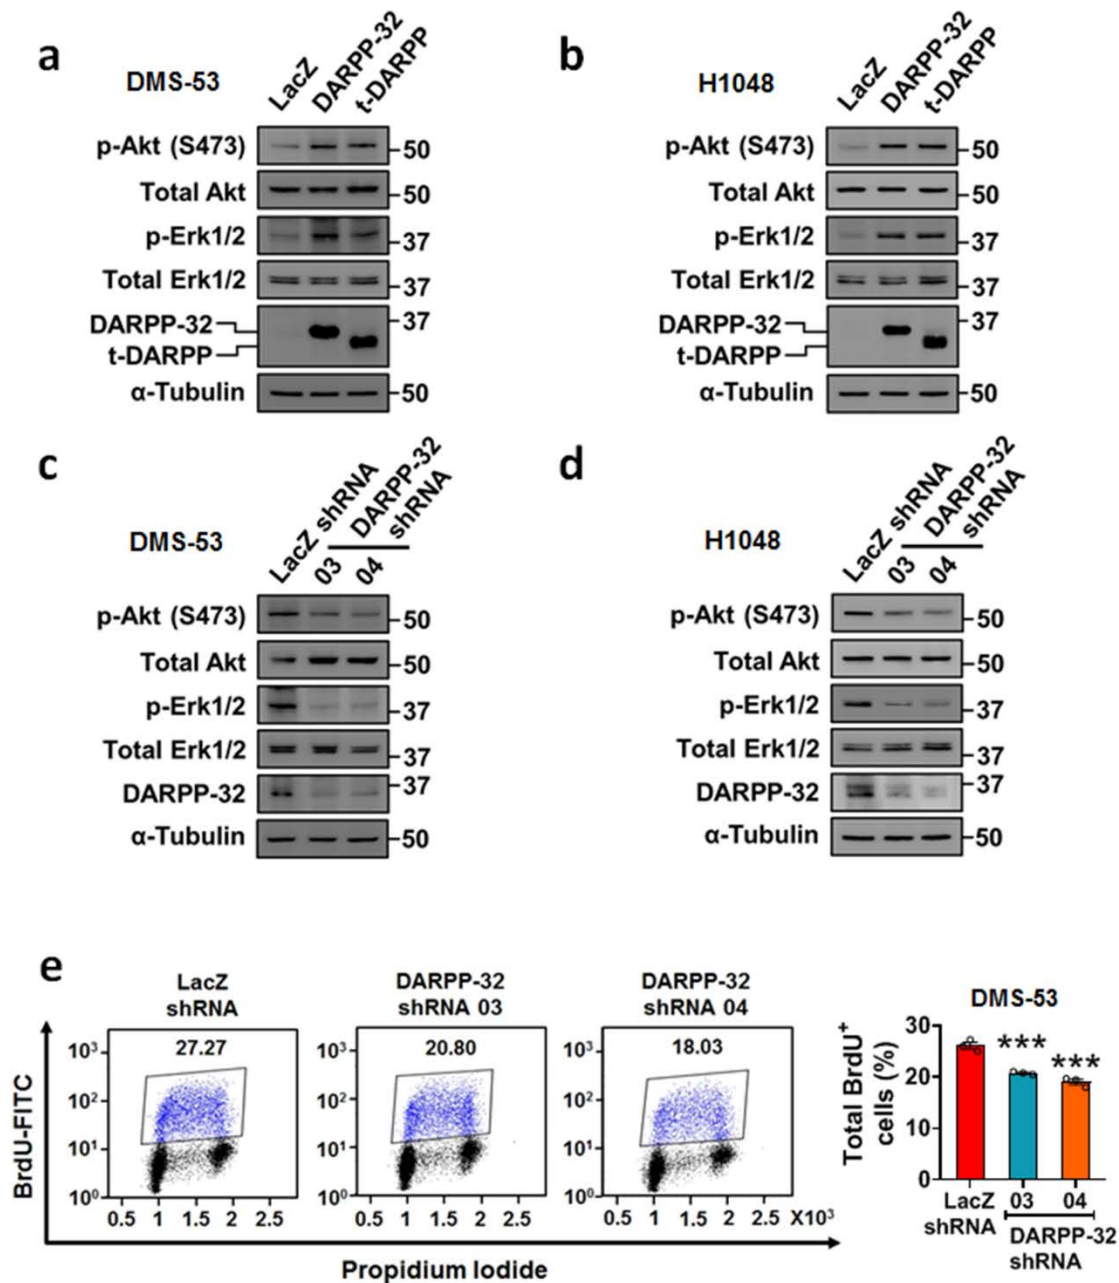 a
DMS-53
LacZ
DARPP-32
t-DARPP
p-Akt (S473)
50
Total Akt
50
p-Erk1/2
37
Total Erk1/2
37
DARPP-32
37
t-DARPP
α-Tubulin
50
b
H1048
LacZ
DARPP-32
t-DARPP
p-Akt (S473)
50
Total Akt
50
p-Erk1/2
37
Total Erk1/2
37
DARPP-32
37
t-DARPP
α-Tubulin
50
c
DMS-53
LacZ shRNA
DARPP-32
shRNA
03
04
p-Akt (S473)
50
Total Akt
50
p-Erk1/2
37
Total Erk1/2
37
DARPP-32
37
α-Tubulin
50
d
H1048
LacZ shRNA
DARPP-32
shRNA
03
04
p-Akt (S473)
50
Total Akt
50
p-Erk1/2
37
Total Erk1/2
37
DARPP-32
37
α-Tubulin
50
e
LacZ
shRNA
DARPP-32
shRNA 03
DARPP-32
shRNA 04
BrdU-FITC
27.27
10³
10²
10¹
10⁰
0.5 1 1.5 2 2.5
20.80
10³
10²
10¹
10⁰
0.5 1 1.5 2 2.5
18.03
10³
10²
10¹
10⁰
0.5 1 1.5 2 2.5 X10³
Propidium Iodide
DMS-53
Total BrdU⁺
cells (%)
30
20
10
0
***
***
LacZ
shRNA
03 04
DARPP-32
shRNA